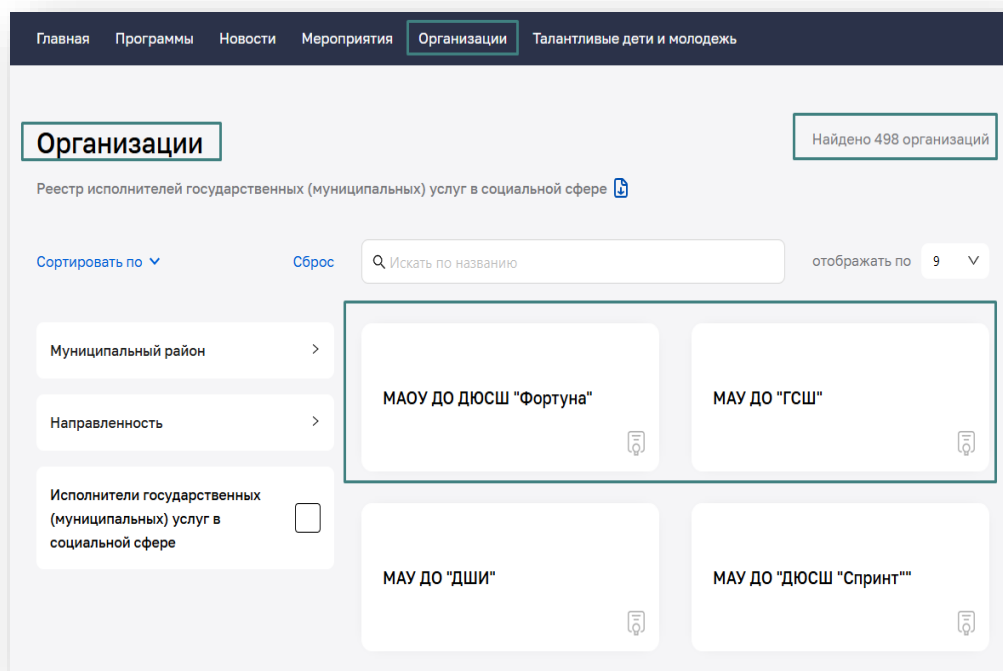 Главная Программы Новости Мероприятия Организации Талантливые дети и молодежь
Организации
Найдено 498 организаций
Реестр исполнителей государственных (муниципальных) услуг в социальной сфере
Сортировать по
Сброс
Искать по названию
отображать по 9
Муниципальный район
Направленность
Исполнители государственных
(муниципальных) услуг в
социальной сфере
МАОУ ДО ДЮСШ "Фортуна"
МАУ ДО "ГСШ"
МАУ ДО "ДШИ"
МАУ ДО "ДЮСШ "Спринт""